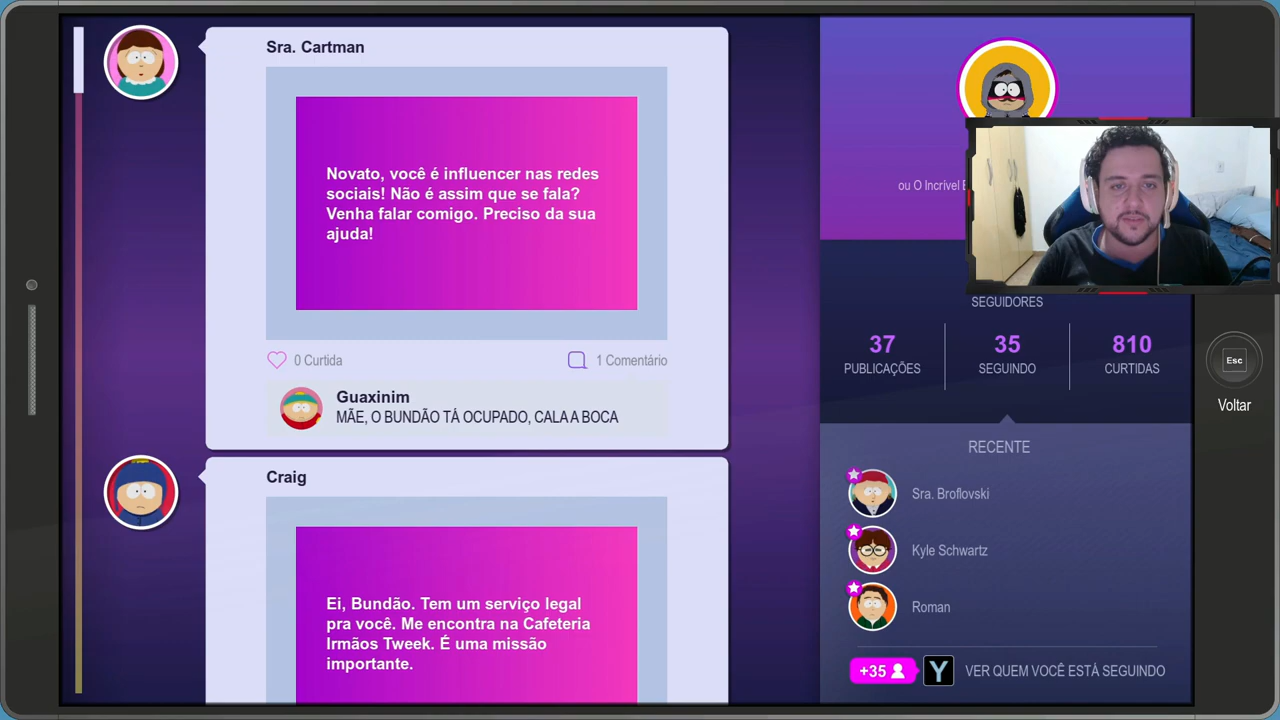 Sra. Cartman
Novato, você é influencer nas redes
sociais! Não é assim que se fala?
Venha falar comigo. Preciso da sua
ajuda!
0 Curtida
1 Comentário
Guaxinim
MÃE, O BUNDÃO TÁ OCUPADO, CALA A BOCA
Craig
Ei, Bundão. Tem um serviço legal
pra você. Me encontra na Cafeteria
Irmãos Tweek. É uma missão
importante.
ou O Incrível
SEGUIDORES
37
PUBLICAÇÕES
35
SEGUINDO
810
CURTIDAS
RECENTE
Sra. Broflovski
Kyle Schwartz
Roman
+35
Y
VER QUEM VOCÊ ESTÁ SEGUINDO
Esc
Voltar